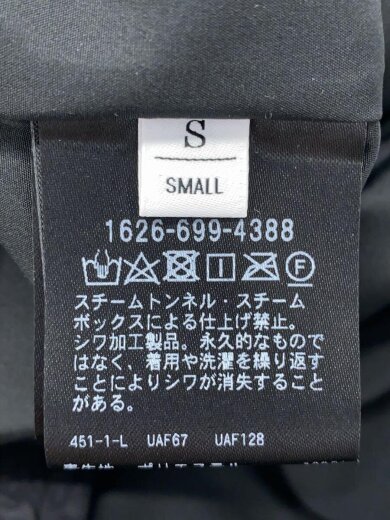 S
SMALL
1626-699-4388
F
スチームトンネル・スチーム
ボックスによる仕上げ禁止。
シワ加工製品。永久的なもので
はなく、着用や洗濯を繰り返す
ことによりシワが消失すること
がある。
451-1-L UAF67 UAF128